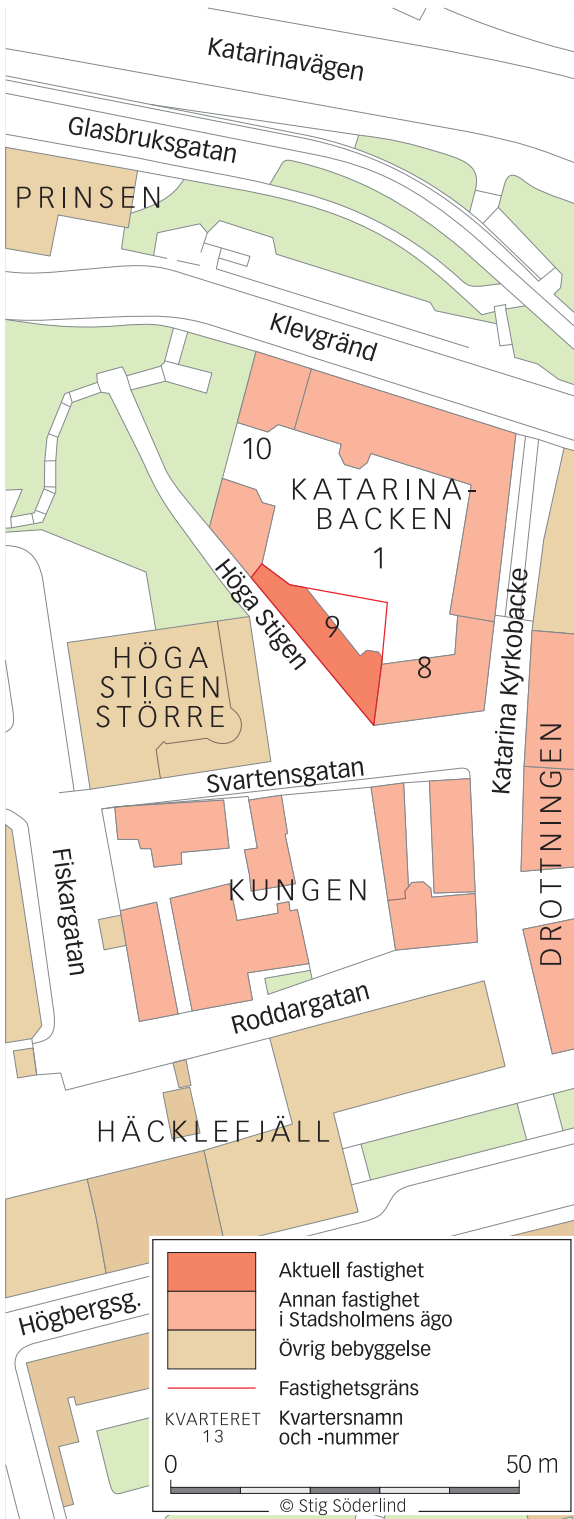 Katarinavägen
Glasbruksgatan
PRINSEN
Klevgränd
10
KATARINA-
BACKEN
1
Höga Stigen
9
8
Katarina Kyrkobacke
HÖGA
STIGEN
STÖRRE
Svartensgatan
DROTTNINGEN
Fiskargatan
KUNGEN
Roddargatan
HÄCKLEFJÄLL
Högbergsg.
Aktuell fastighet
Annan fastighet
i Stadsholmens ägo
Övrig bebyggelse
Fastighetsgräns
KVARTERET
13
Kvartersnamn
och -nummer
0
50 m
© Stig Söderlind